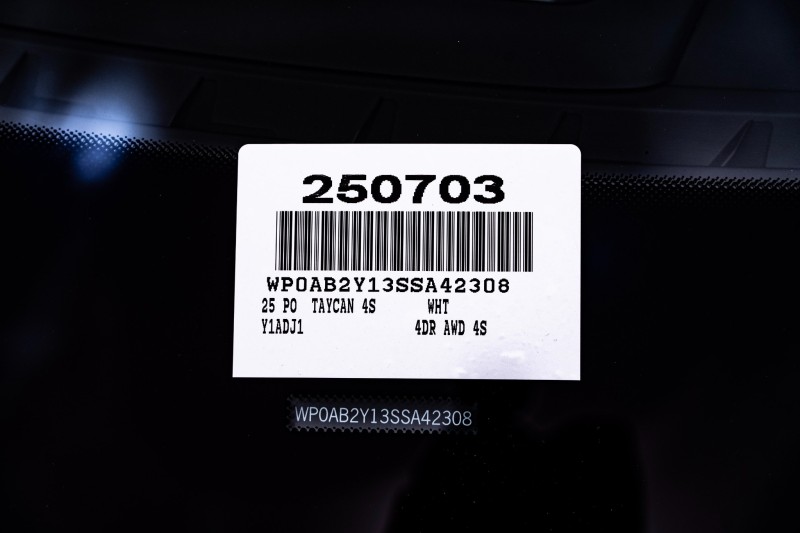 250703
WP0AB2Y13SSA42308
25 PO TAYCAN 4S WHT
Y1ADJ1 4DR AWD 4S
WP0AB2Y13SSA42308